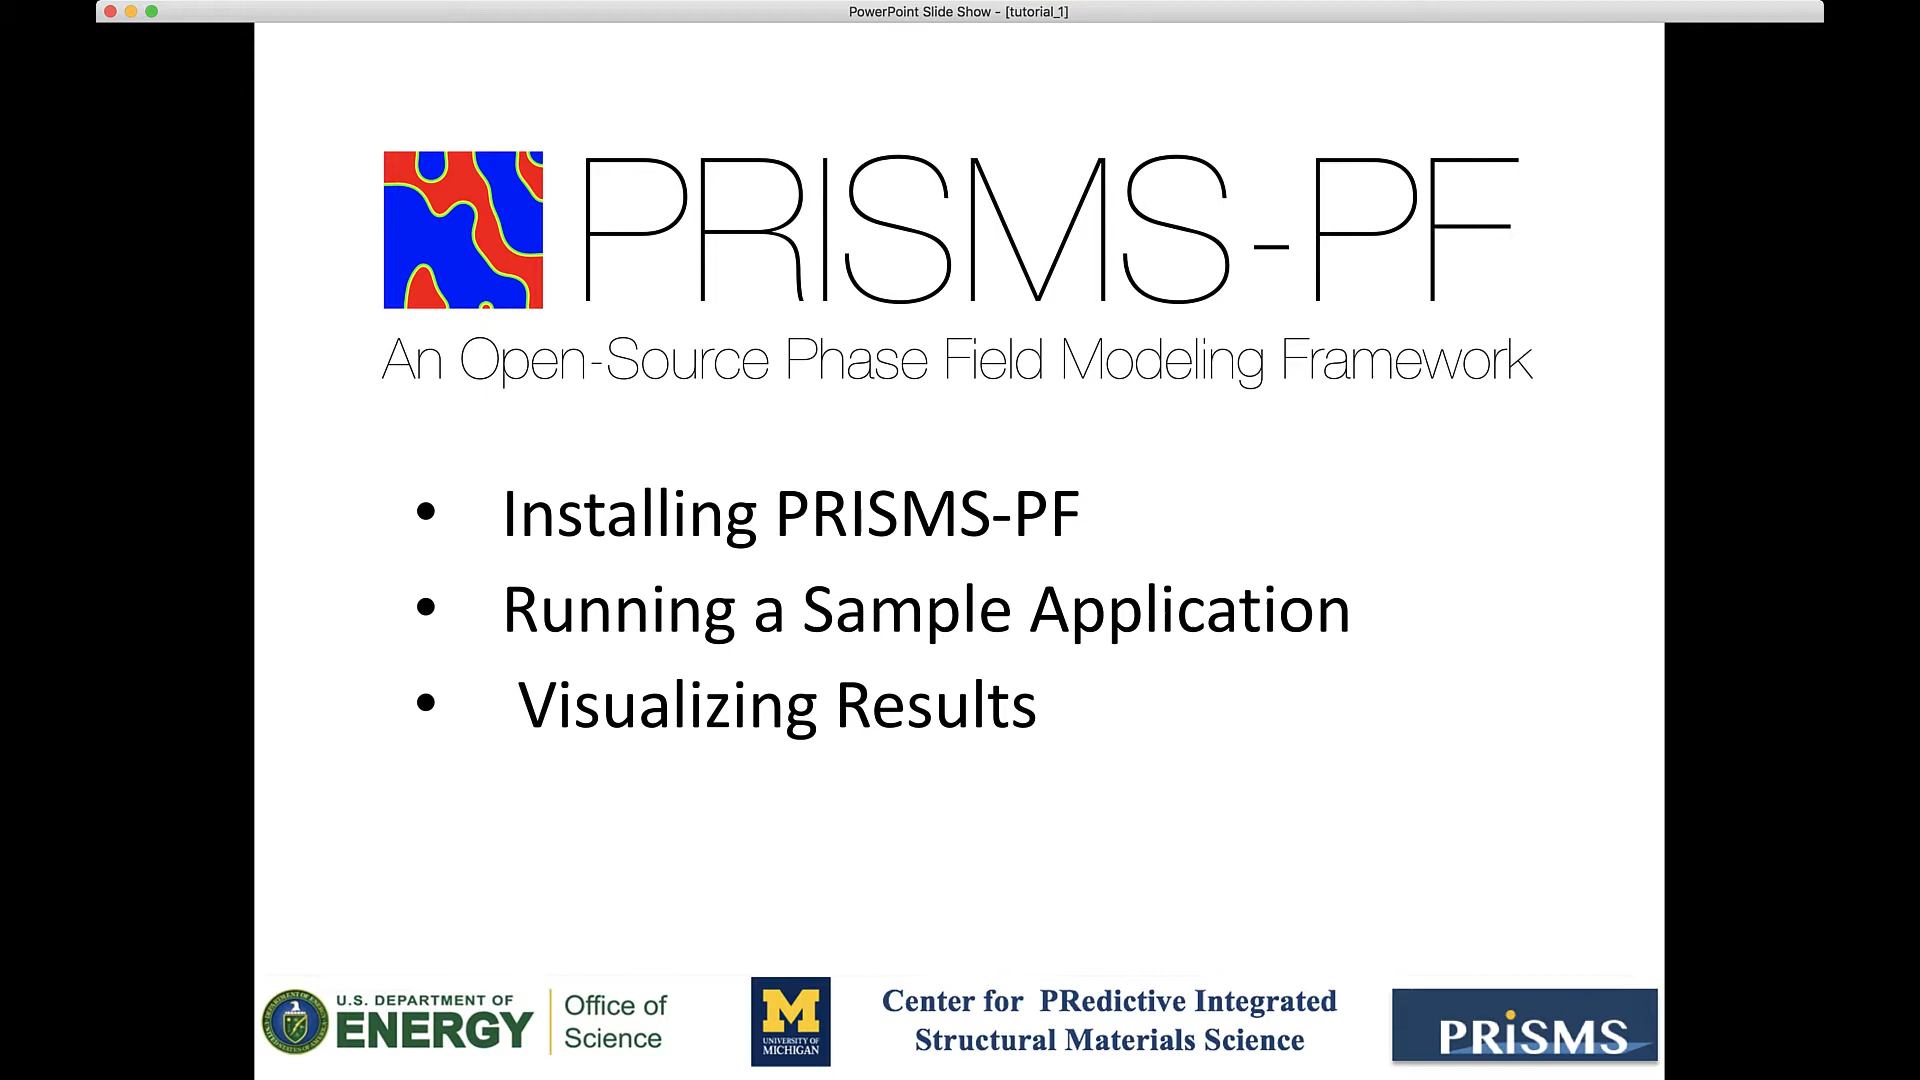 PowerPoint Slide Show - [tutorial_1]
PRISMS-PF
An Open-Source Phase Field Modeling Framework
• Installing PRISMS-PF
• Running a Sample Application
• Visualizing Results
U.S. DEPARTMENT OF
ENERGY
Office of
Science
M
UNIVERSITY OF
MICHIGAN
Center for PRedictive Integrated
Structural Materials Science
PRiSMS